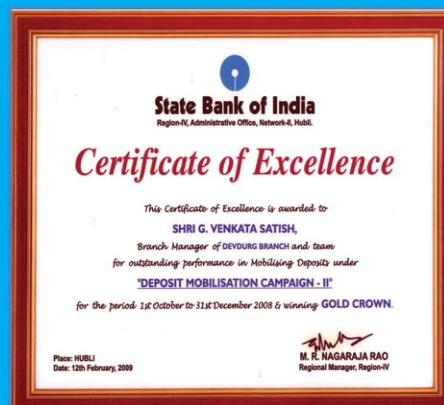 State Bank of India
Region-IV, Administrative Office, Network-II, Hubli.
Certificate of Excellence
This Certificate of Excellence is awarded to
SHRI G. VENKATA SATISH,
Branch Manager of DEVDURG BRANCH and team
for outstanding performance in Mobilising Deposits under
"DEPOSIT MOBILISATION CAMPAIGN - II"
for the period 1st October to 31st December 2008 & winning GOLD CROWN.
Place: HUBLI
Date: 12th February, 2009
M. R. NAGARAJA RAO
Regional Manager, Region-IV